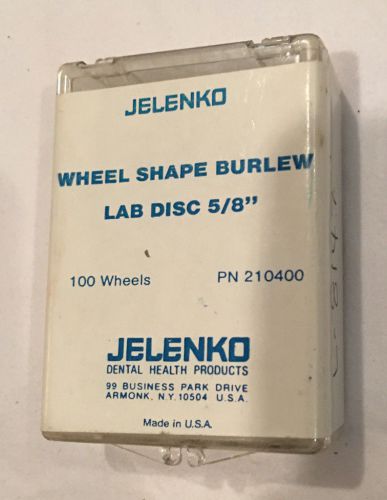 JELENKO
WHEEL SHAPE BURLEW
LAB DISC 5/8"
100 Wheels PN 210400
JELENKO
DENTAL HEALTH PRODUCTS
99 BUSINESS PARK DRIVE
ARMONK, N.Y. 10504 U.S.A.
Made in U.S.A.